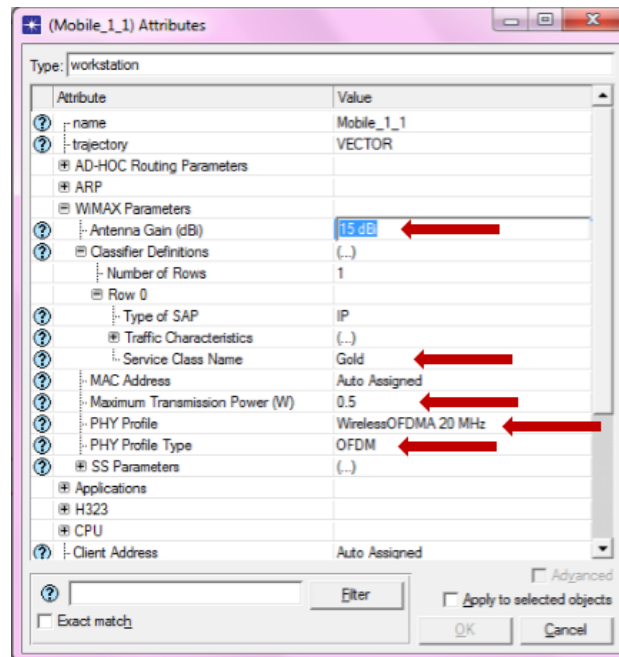 (Mobile_1_1) Attributes
Type: workstation
Attribute Value
name Mobile_1_1
trajectory VECTOR
AD-HOC Routing Parameters
ARP
WiMAX Parameters
Antenna Gain (dBi) 15 dBi
Classifier Definitions (...)
Number of Rows 1
Row 0
Type of SAP IP
Traffic Characteristics (...)
Service Class Name Gold
MAC Address Auto Assigned
Maximum Transmission Power (W) 0.5
PHY Profile WirelessOFDMA 20 MHz
PHY Profile Type OFDM
SS Parameters (...)
Applications
H323
CPU
Client Address Auto Assigned
Advanced
Filter Apply to selected objects
Exact match
OK Cancel